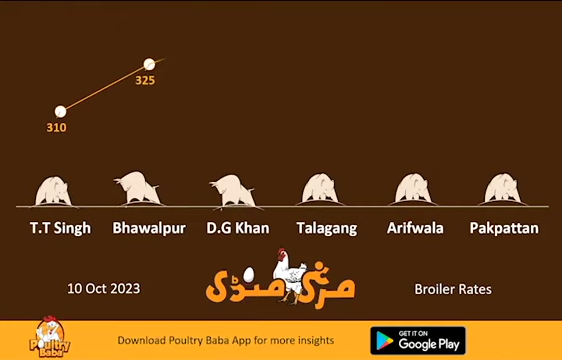 325
310
T.T Singh
Bhawalpur
D.G Khan
Talagang
Arifwala
Pakpattan
10 Oct 2023
مرغی منڈی
Broiler Rates
Poultry
Baba
Download Poultry Baba App for more insights
GET IT ON
Google Play